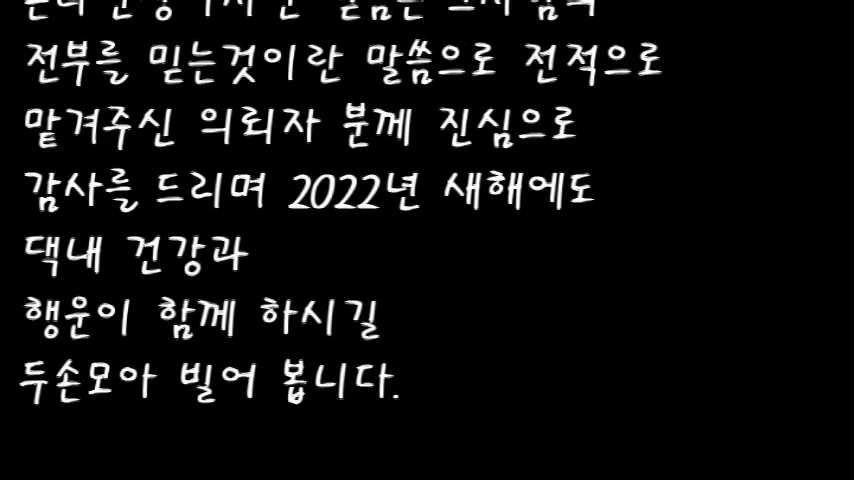 전부를 믿는것이란 말씀으로 전적으로
맡겨주신 의뢰자 분께 진심으로
감사를 드리며 2022년 새해에도
댁내 건강과
행운이 함께 하시길
두손모아 빌어 봅니다.